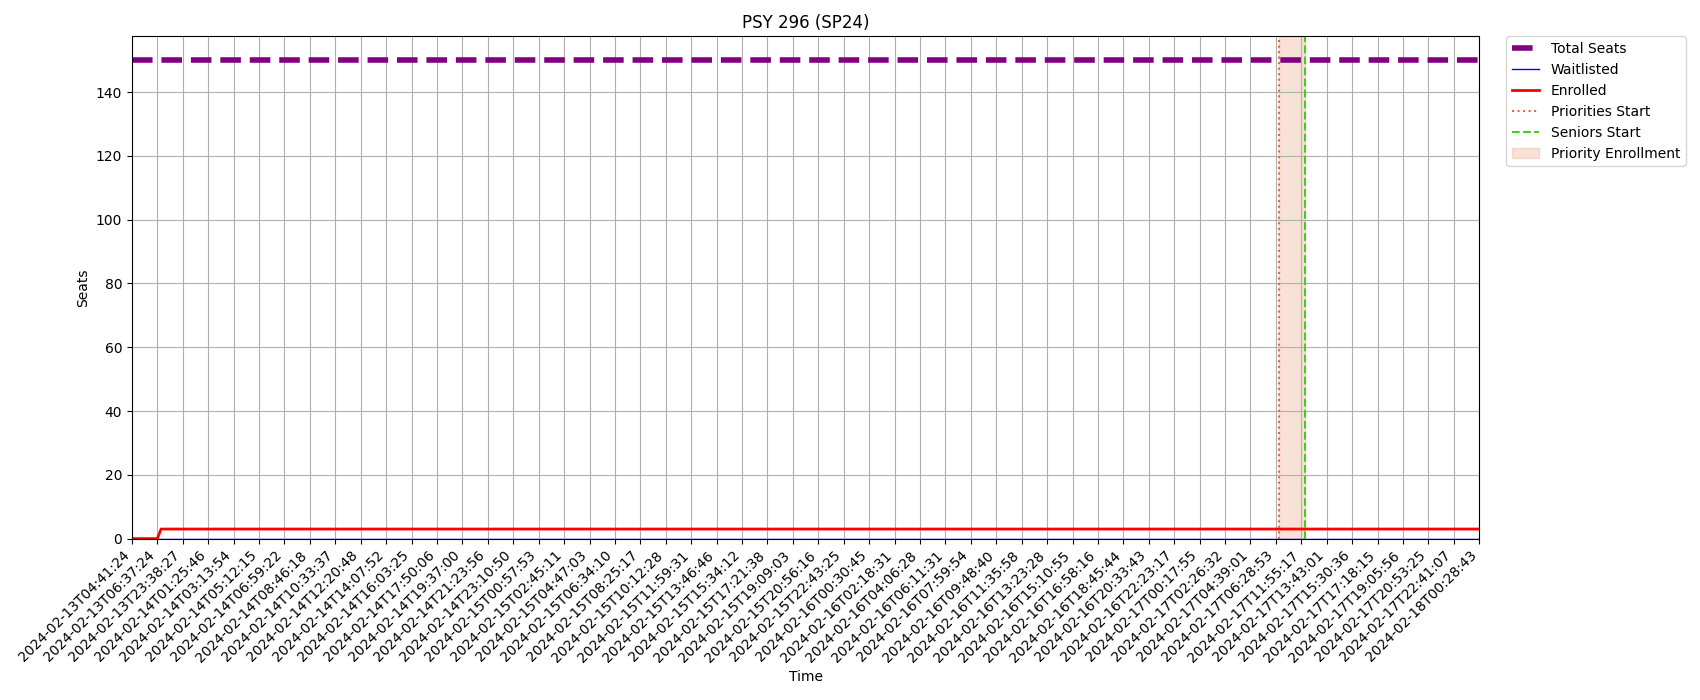 PSY 296 (SP24)
Total Seats
Waitlisted
Enrolled
Priorities Start
Seniors Start
Priority Enrollment
Seats
140
120
100
80
60
40
20
0
2024-02-13T04:41:24
2024-02-13T06:37:24
2024-02-13T23:38:27
2024-02-14T01:25:46
2024-02-14T03:13:54
2024-02-14T05:12:15
2024-02-14T06:59:22
2024-02-14T08:46:18
2024-02-14T10:33:37
2024-02-14T12:20:48
2024-02-14T14:07:52
2024-02-14T16:03:25
2024-02-14T17:50:06
2024-02-14T19:37:00
2024-02-14T21:23:56
2024-02-14T23:10:50
2024-02-15T00:57:53
2024-02-15T02:45:11
2024-02-15T04:47:03
2024-02-15T06:34:10
2024-02-15T08:25:17
2024-02-15T10:12:28
2024-02-15T11:59:31
2024-02-15T13:46:46
2024-02-15T15:34:12
2024-02-15T17:21:38
2024-02-15T19:09:03
2024-02-15T20:56:16
2024-02-15T22:43:25
2024-02-16T00:30:45
2024-02-16T02:18:31
2024-02-16T04:06:28
2024-02-16T06:11:31
2024-02-16T07:59:54
2024-02-16T09:48:40
2024-02-16T11:35:58
2024-02-16T13:23:28
2024-02-16T15:10:55
2024-02-16T16:58:16
2024-02-16T18:45:44
2024-02-16T20:33:43
2024-02-16T22:23:17
2024-02-17T00:17:55
2024-02-17T02:26:32
2024-02-17T04:39:01
2024-02-17T06:28:53
2024-02-17T11:55:17
2024-02-17T13:43:01
2024-02-17T15:30:36
2024-02-17T17:18:15
2024-02-17T19:05:56
2024-02-17T20:53:25
2024-02-17T22:41:07
2024-02-18T00:28:43
Time